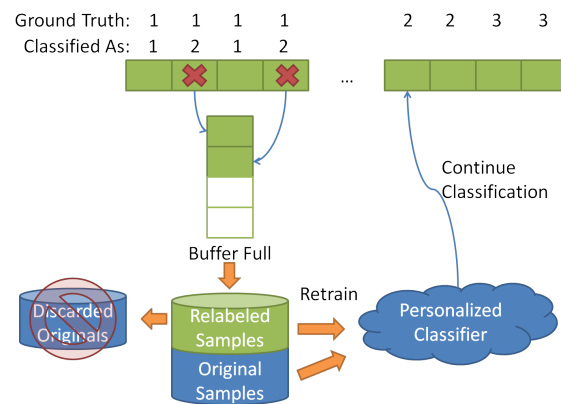 Ground Truth: 1 1 1 1 2 2 3 3
Classified As: 1 2 1 2
...
Continue
Classification
Buffer Full
Discarded
Originals
Relabeled
Samples
Original
Samples
Retrain
Personalized
Classifier